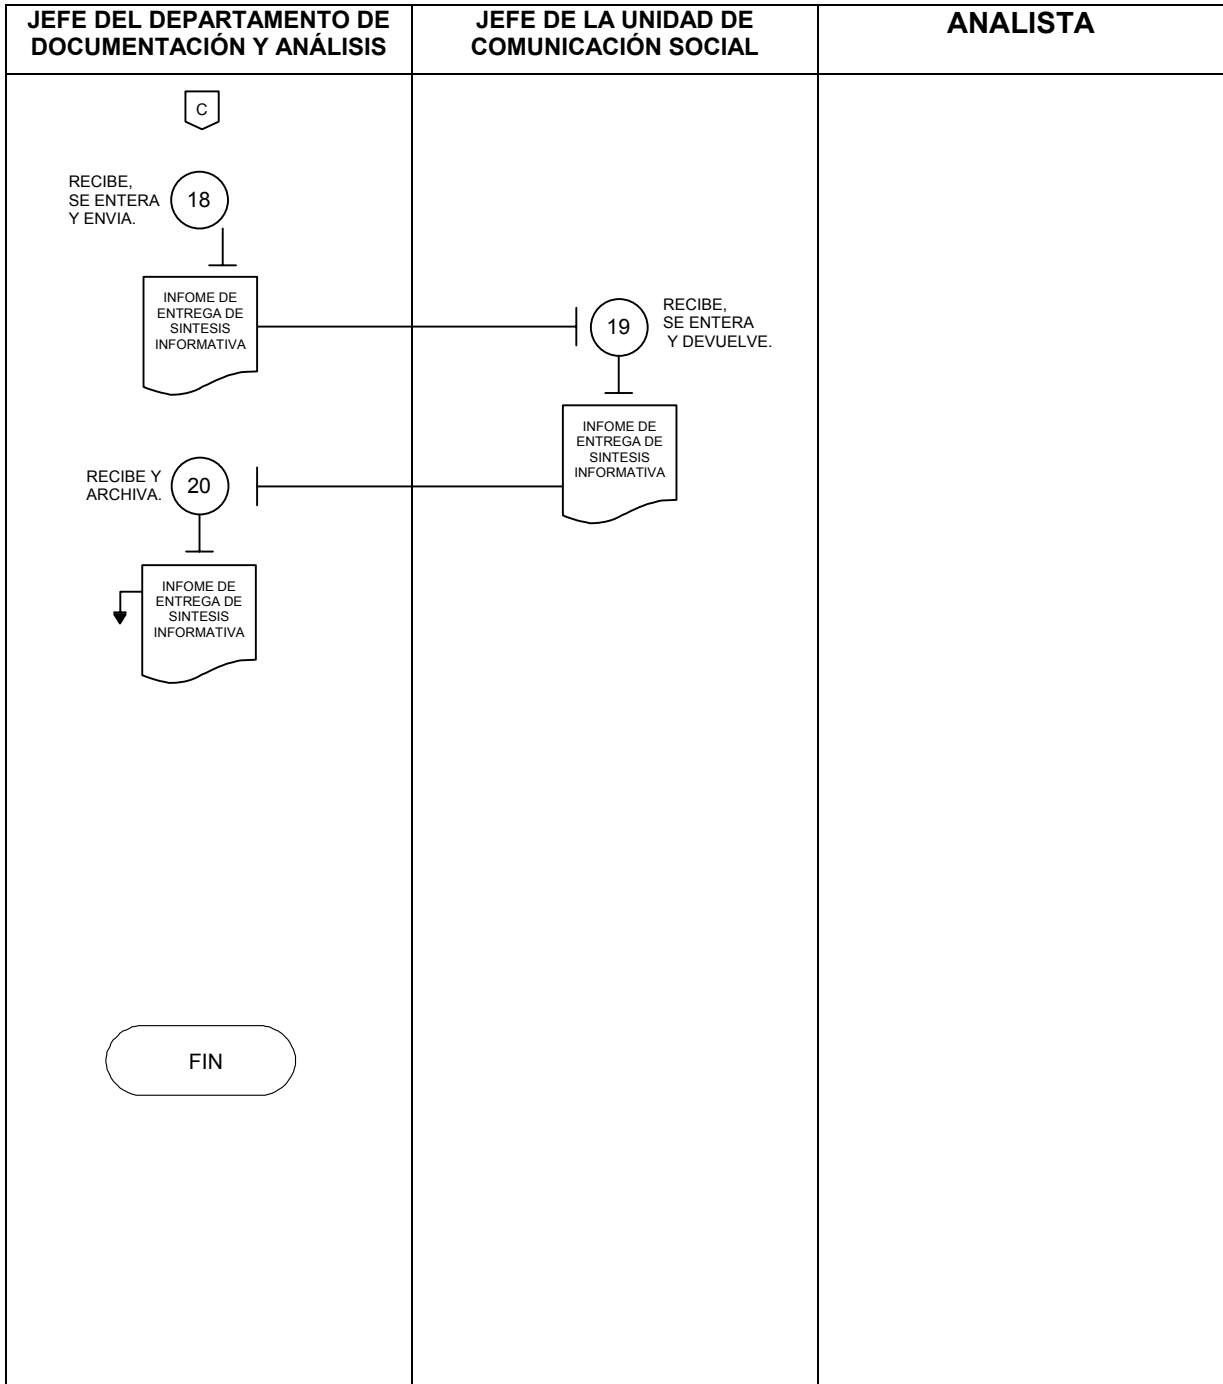 JEFE DEL DEPARTAMENTO DE
DOCUMENTACIÓN Y ANÁLISIS
JEFE DE LA UNIDAD DE
COMUNICACIÓN SOCIAL
ANALISTA
C
RECIBE,
SE ENTERA
Y ENVIA.
18
INFOME DE
ENTREGA DE
SINTESIS
INFORMATIVA
19
RECIBE,
SE ENTERA
Y DEVUELVE.
INFOME DE
ENTREGA DE
SINTESIS
INFORMATIVA
RECIBE Y
ARCHIVA.
20
INFOME DE
ENTREGA DE
SINTESIS
INFORMATIVA
FIN